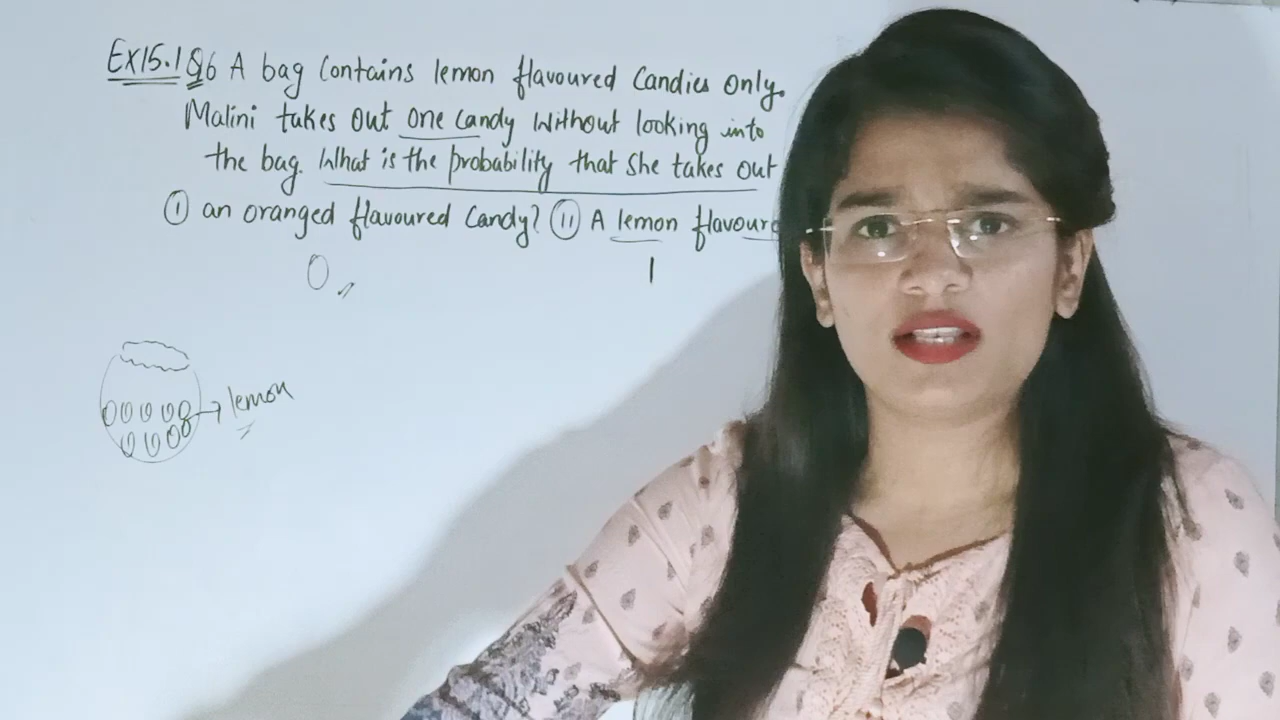 Ex15.1 Q6 A bag Contains lemon flavoured Candies Only.
Malini takes out one Candy Without looking into
the bag. What is the probability that she takes out
(i) an oranged flavoured Candy? (ii) A lemon flavour
0 1
lemon